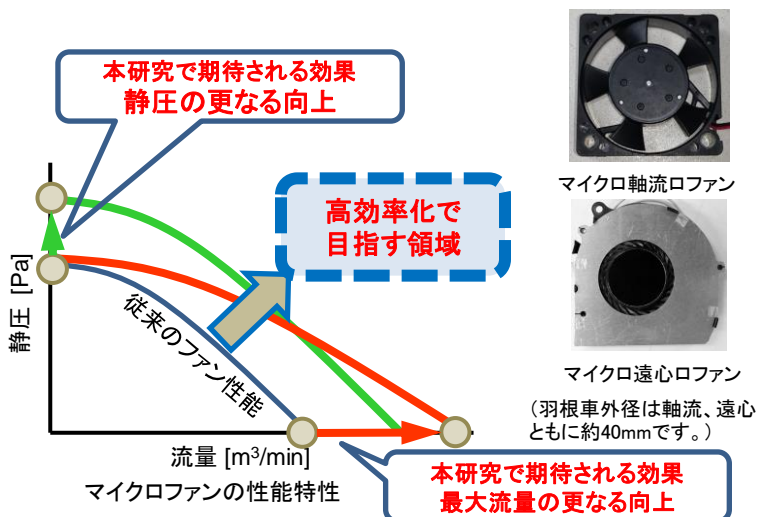 本研究で期待される効果
静圧の更なる向上
マイクロ軸流ロファン
高効率化で
目指す領域
静圧 [Pa]
従来のファン性能
マイクロ遠心ロファン
（羽根車外径は軸流、遠心
ともに約40mmです。）
流量 [m³/min]
マイクロファンの性能特性
本研究で期待される効果
最大流量の更なる向上